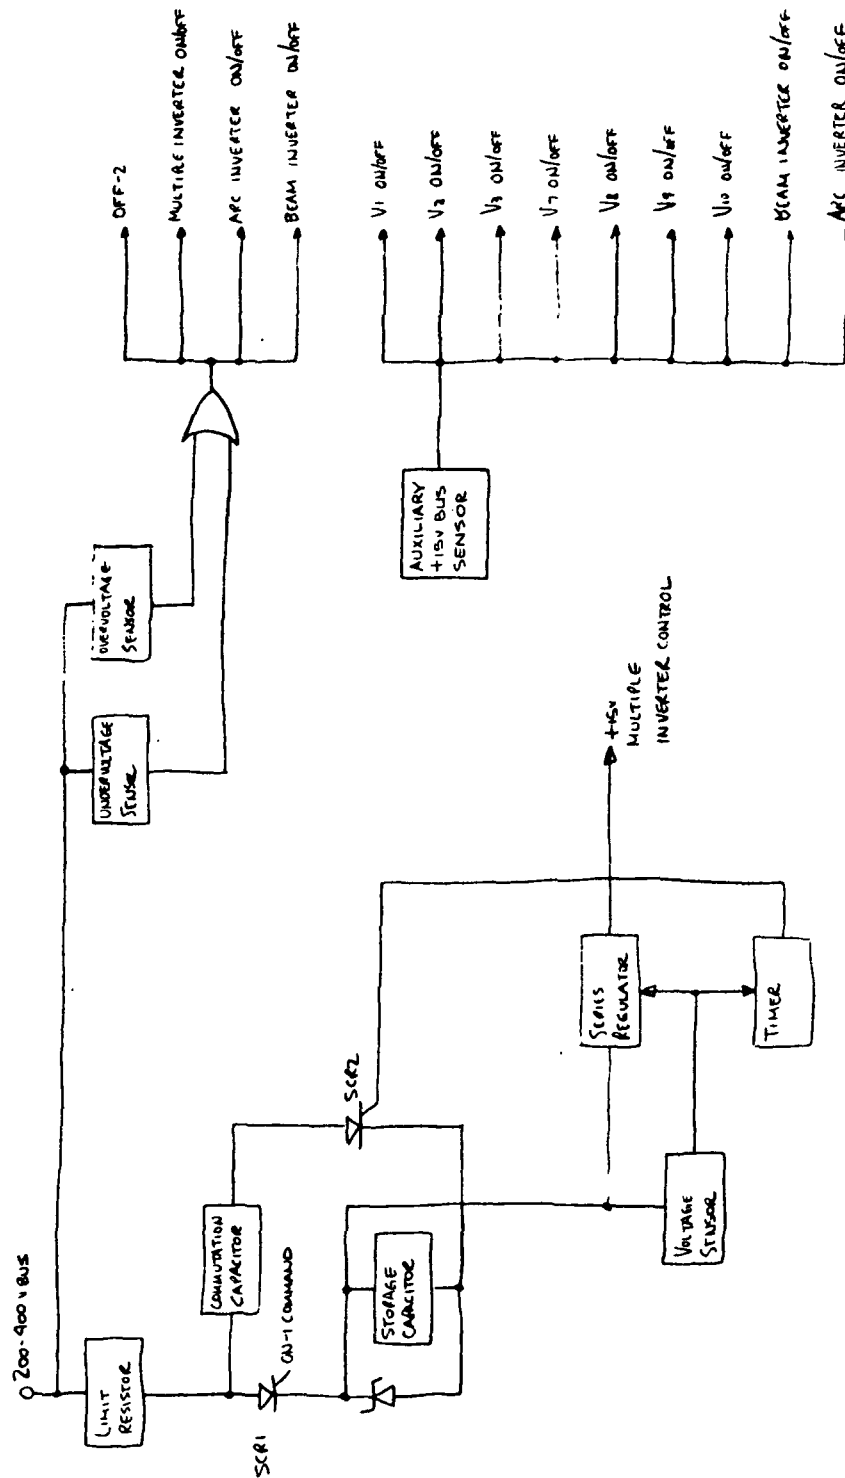 200-400 V BUS
LIMIT
RESISTOR
UNDERVOLTAGE
SENSOR
OVERVOLTAGE
SENSOR
OFF-2
MULTIPLE INVERTER ON/OFF
ARC INVERTER ON/OFF
BEAM INVERTER ON/OFF
COMMUTATION
CAPACITOR
SCR1
ON-1 COMMAND
SCR2
STORAGE
CAPACITOR
AUXILIARY
+15V BUS
SENSOR
V1 ON/OFF
V2 ON/OFF
V3 ON/OFF
V7 ON/OFF
V8 ON/OFF
V9 ON/OFF
V10 ON/OFF
BEAM INVERTER ON/OFF
ARC INVERTER ON/OFF
SERIES
REGULATOR
+15V
MULTIPLE
INVERTER CONTROL
VOLTAGE
SENSOR
TIMER